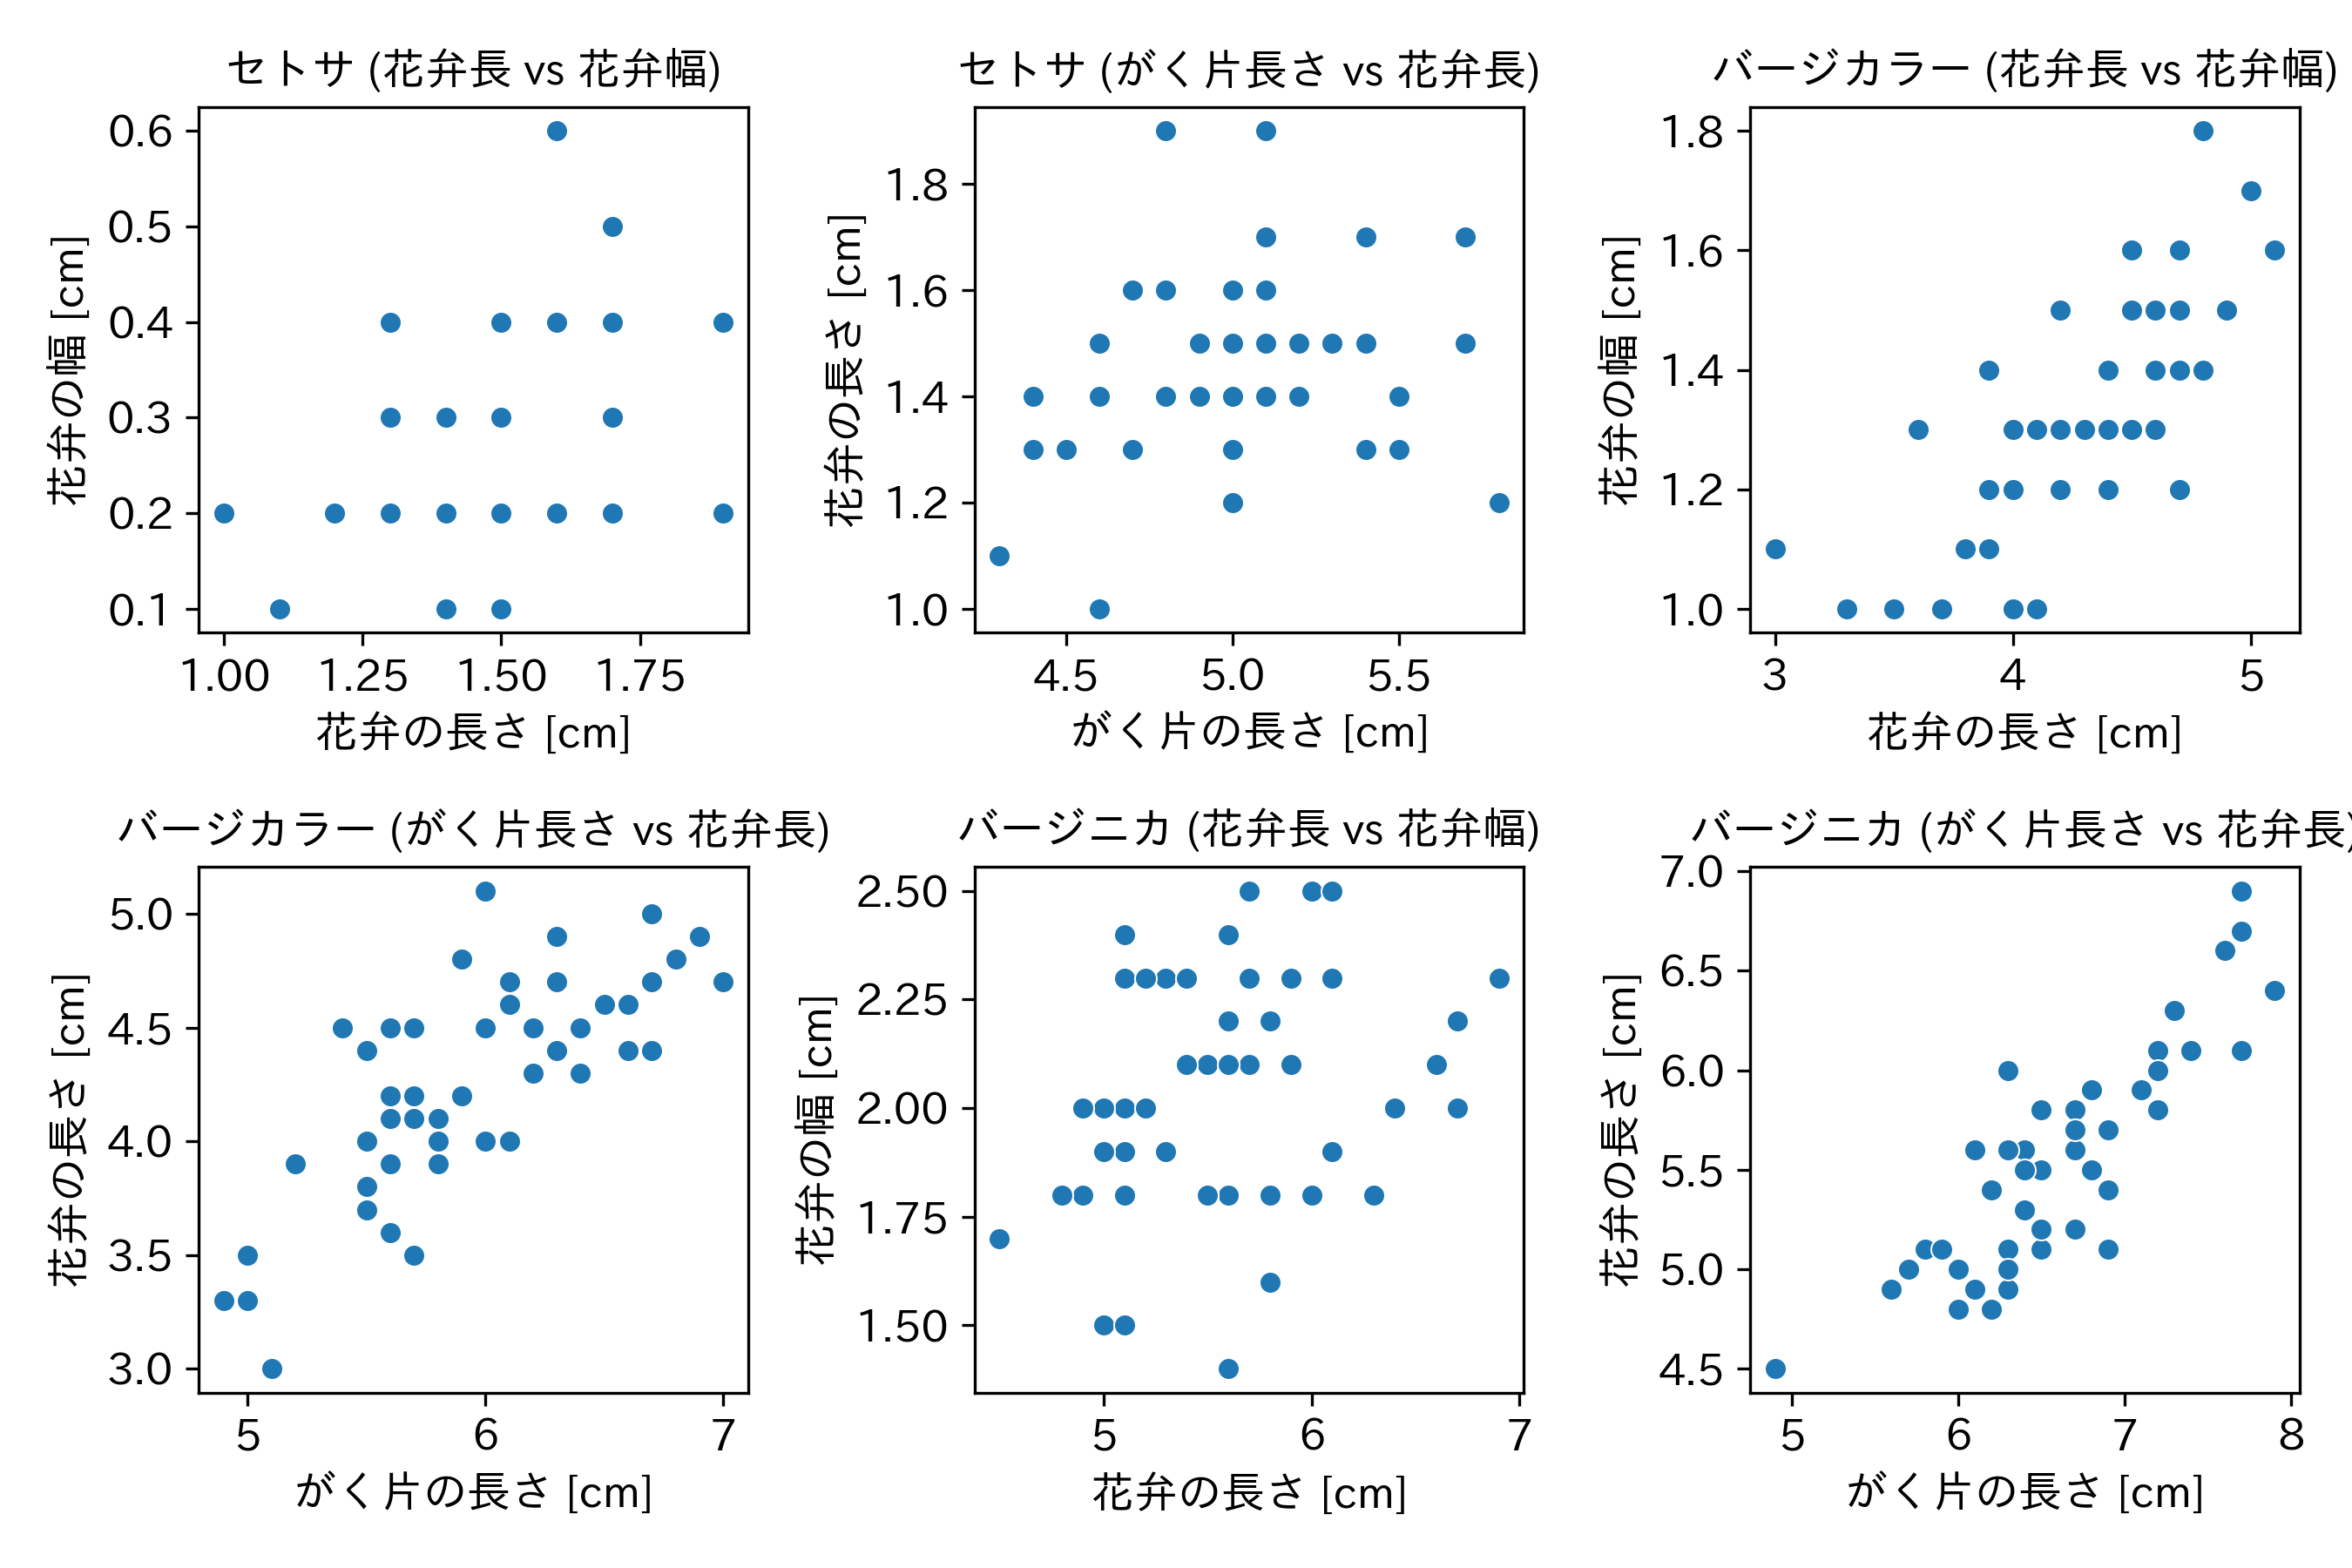 セトサ (花弁長 vs 花弁幅)
0.6
0.5
0.4
0.3
0.2
0.1
花弁の幅 [cm]
1.00 1.25 1.50 1.75
花弁の長さ [cm]
セトサ (がく片長さ vs 花弁長)
1.8
1.6
1.4
1.2
1.0
花弁の長さ [cm]
4.5 5.0 5.5
がく片の長さ [cm]
バージカラー (花弁長 vs 花弁幅)
1.8
1.6
1.4
1.2
1.0
花弁の幅 [cm]
3 4 5
花弁の長さ [cm]
バージカラー (がく片長さ vs 花弁長)
5.0
4.5
4.0
3.5
3.0
花弁の長さ [cm]
5 6 7
がく片の長さ [cm]
バージニカ (花弁長 vs 花弁幅)
2.50
2.25
2.00
1.75
1.50
花弁の幅 [cm]
5 6 7
花弁の長さ [cm]
バージニカ (がく片長さ vs 花弁長)
7.0
6.5
6.0
5.5
5.0
4.5
花弁の長さ [cm]
5 6 7 8
がく片の長さ [cm]